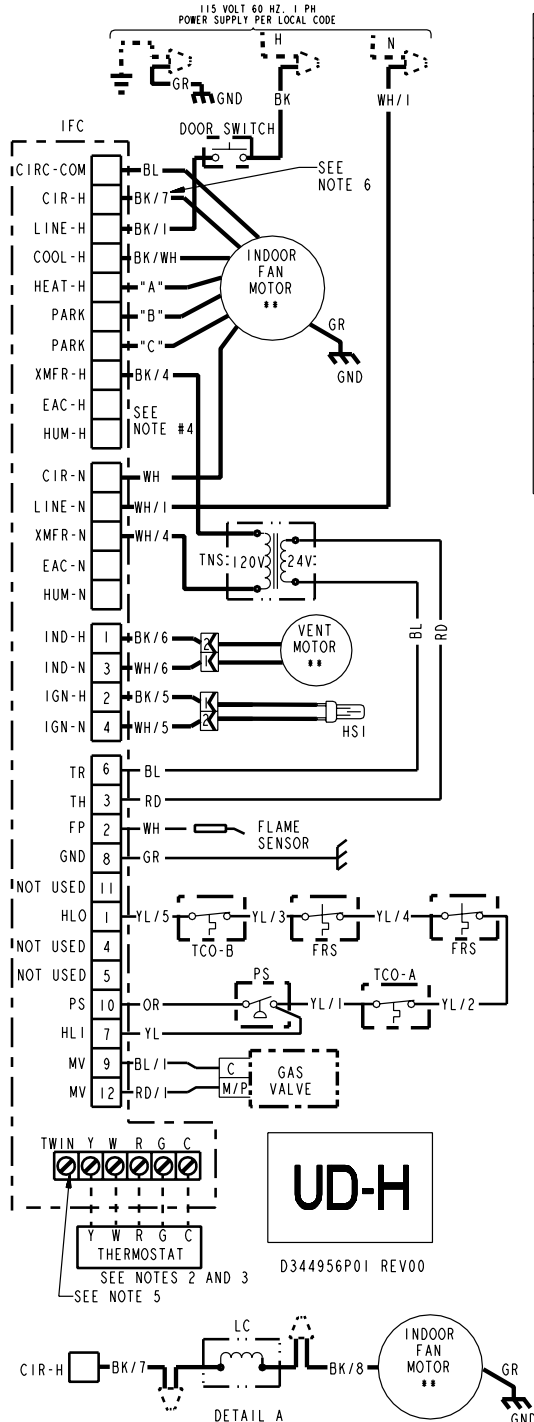 115 VOLT 60 HZ. 1 PH
POWER SUPPLY PER LOCAL CODE
H
N
GR
GND
BK
WH/1
IFC
DOOR SWITCH
CIRC-COM
BL
SEE
NOTE 6
CIR-H
BK/7
LINE-H
BK/1
COOL-H
BK/WH
INDOOR
FAN
MOTOR
**
HEAT-H
"A"
PARK
"B"
GR
PARK
"C"
GND
XMFR-H
BK/4
EAC-H
SEE
NOTE #4
HUM-H
CIR-N
WH
LINE-N
WH/1
XMFR-N
WH/4
TNS
120V
24V
EAC-N
HUM-N
BL
RD
IND-H
1
BK/6
2
VENT
MOTOR
**
IND-N
3
WH/6
1
IGN-H
2
BK/5
1
IGN-N
4
WH/5
2
HSI
TR
6
BL
TH
3
RD
FP
2
WH
FLAME
SENSOR
GND
8
GR
NOT USED
11
HLO
1
YL/5
YL/3
YL/4
TCO-B
FRS
FRS
NOT USED
4
NOT USED
5
PS
TCO-A
PS
10
OR
YL/1
YL/2
HLI
7
YL
MV
9
BL/1
C
GAS
VALVE
MV
12
RD/1
M/P
TWIN Y W R G C
Y W R G C
THERMOSTAT
SEE NOTES 2 AND 3
SEE NOTE 5
UD-H
D344956P01 REV00
LC
CIR-H
BK/7
BK/8
INDOOR
FAN
MOTOR
**
GR
GND
DETAIL A